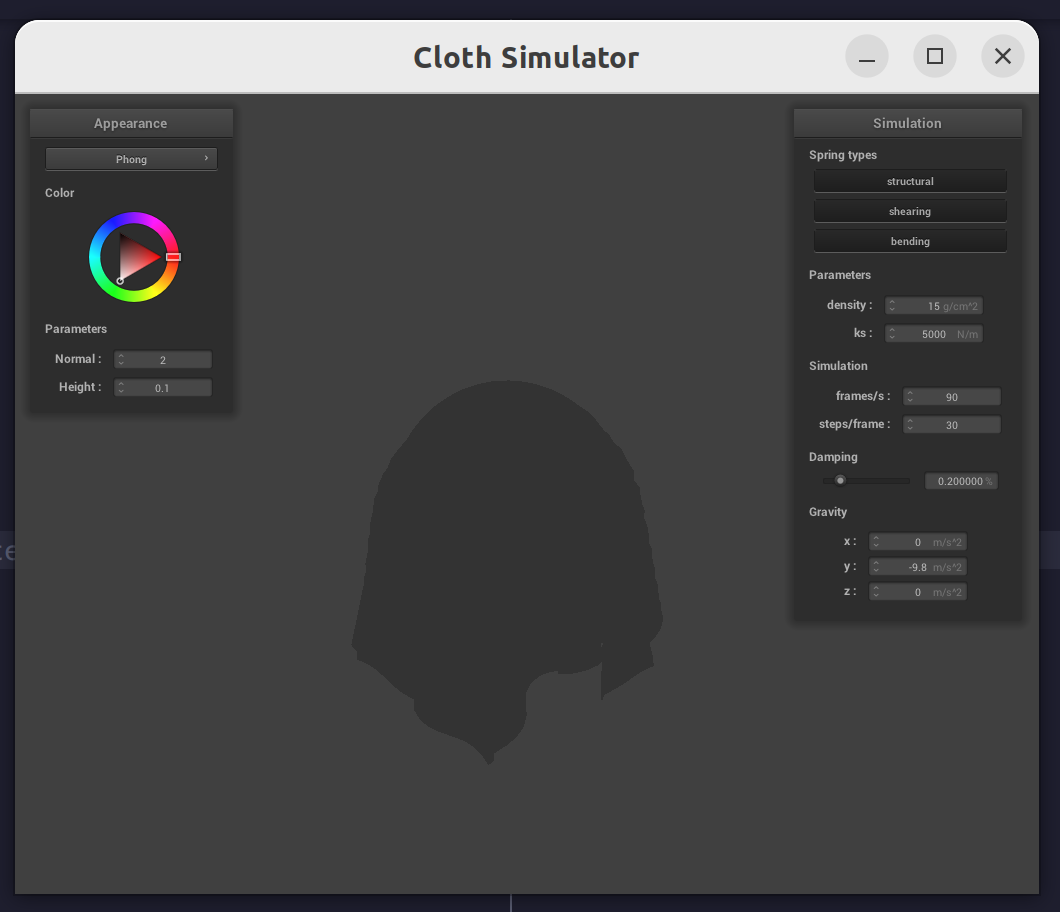 Cloth Simulator
Appearance
Phong
Color
Parameters
Normal : 2
Height : 0.1
Simulation
Spring types
structural
shearing
bending
Parameters
density : 15 g/cm^2
ks : 5000 N/m
Simulation
frames/s : 90
steps/frame : 30
Damping
0.200000 %
Gravity
x : 0 m/s^2
y : -9.8 m/s^2
z : 0 m/s^2